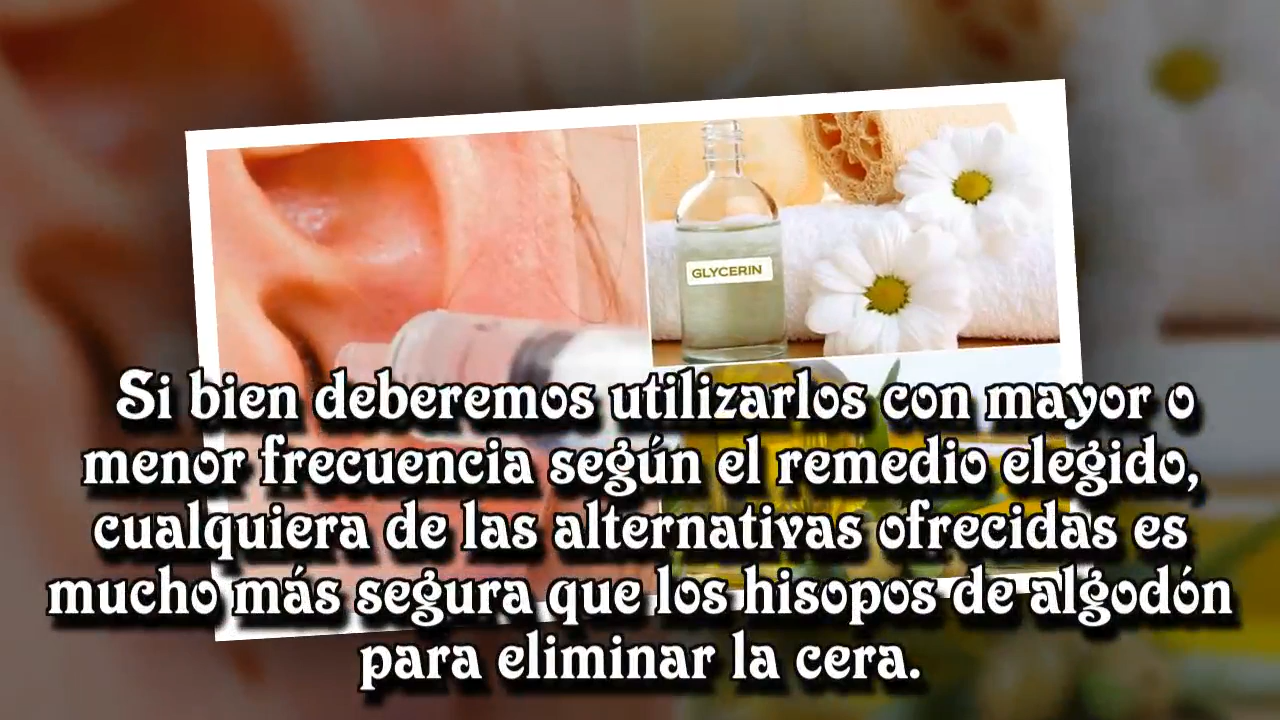 GLYCERIN
Si bien deberemos utilizarlos con mayor o
menor frecuencia según el remedio elegido,
cualquiera de las alternativas ofrecidas es
mucho más segura que los hisopos de algodón
para eliminar la cera.